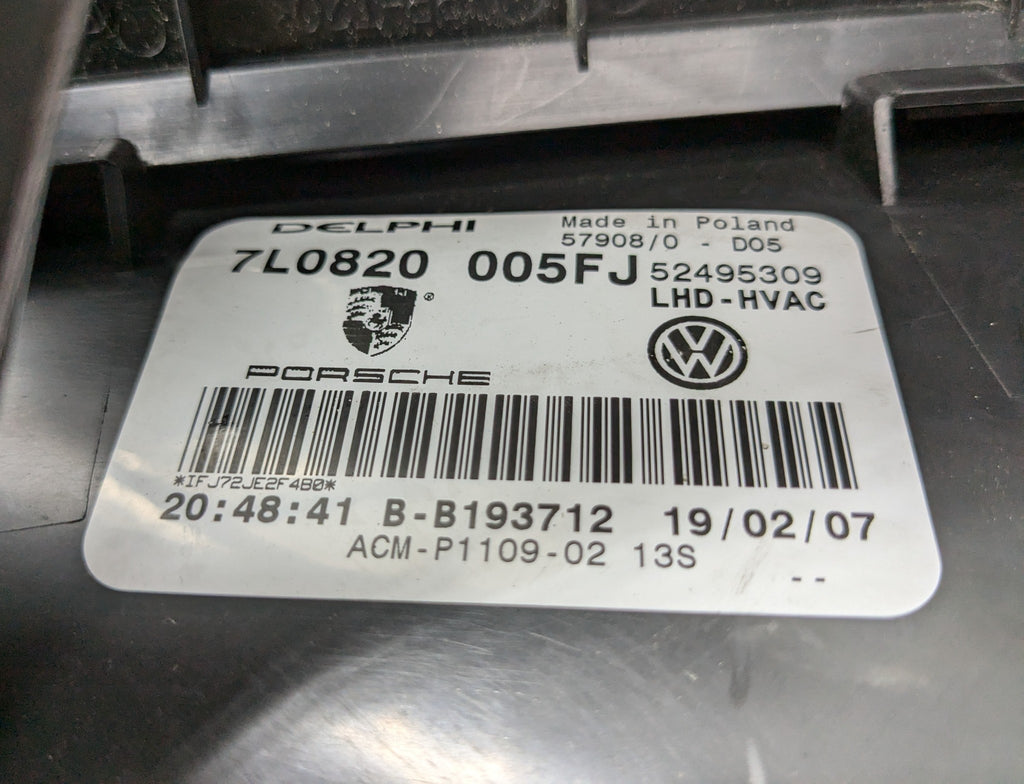 DELPHI
Made in Poland
57908/0 - D05
7L0820 005FJ
52495309
LHD-HVAC
®
PORSCHE
*IFJ72JE2F4B0*
20:48:41 B-B193712 19/02/07
ACM-P1109-02 13S
--